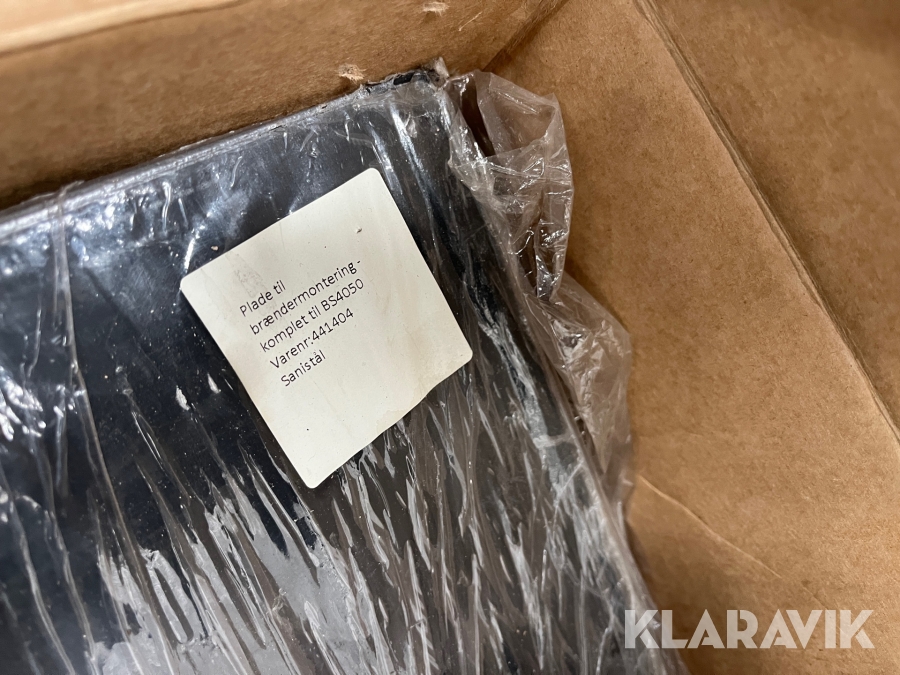 Plade til
brændermontering -
komplet til BS4050
Varenr:441404
Sanistål
KLARAVIK